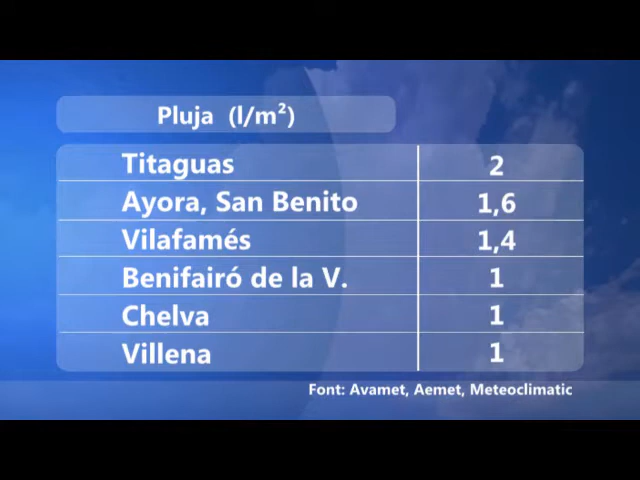 Pluja (l/m²)
Titaguas 2
Ayora, San Benito 1,6
Vilafamés 1,4
Benifairó de la V. 1
Chelva 1
Villena 1
Font: Avamet, Aemet, Meteoclimatic